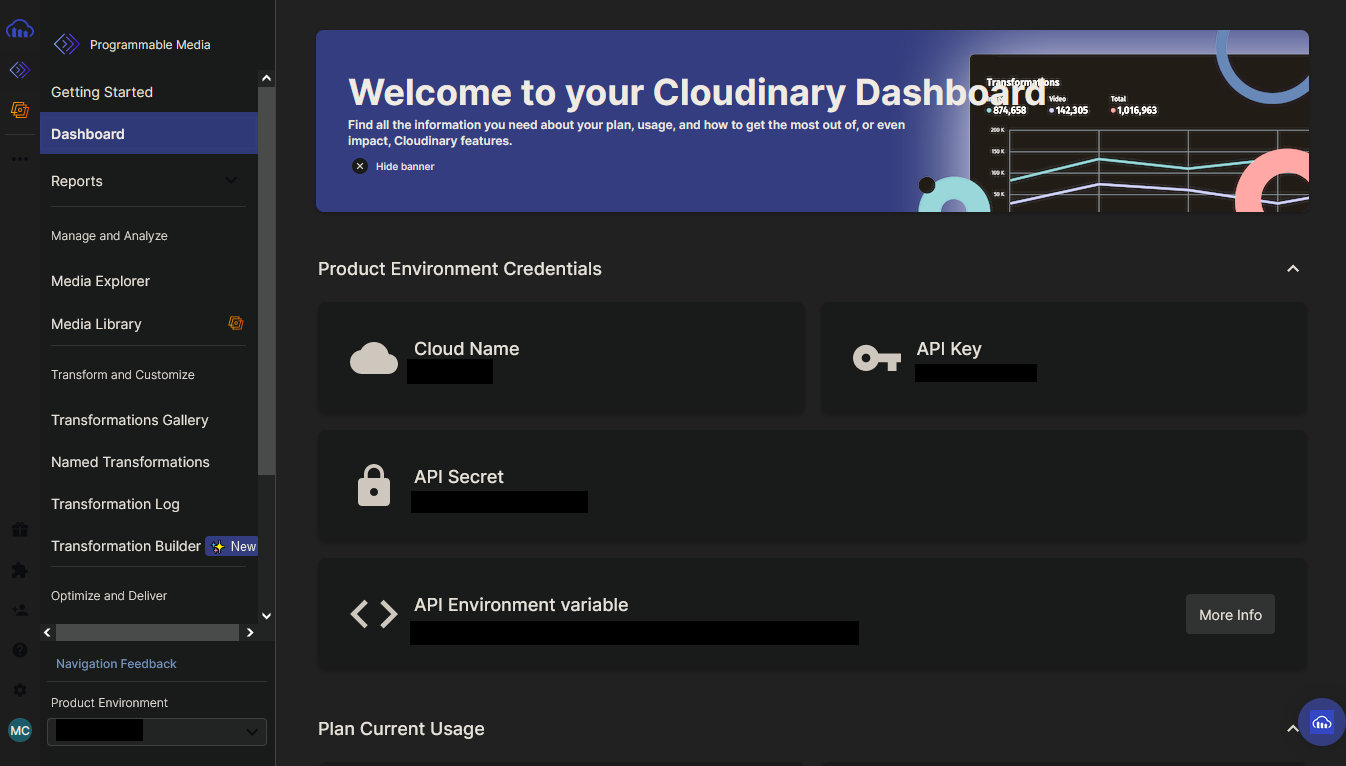 Programmable Media
Getting Started
Dashboard
Reports
Manage and Analyze
Media Explorer
Media Library
Transform and Customize
Transformations Gallery
Named Transformations
Transformation Log
Transformation Builder New
Optimize and Deliver
Navigation Feedback
Product Environment
MC
Welcome to your Cloudinary Dashboard
Find all the information you need about your plan, usage, and how to get the most out of, or even
impact, Cloudinary features.
Hide banner
Transformations
Video Total
874,658 142,305 1,016,963
200 K
150 K
100 K
50 K
Product Environment Credentials
Cloud Name
API Key
API Secret
API Environment variable
More Info
Plan Current Usage